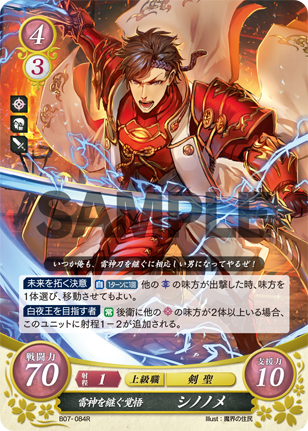 4
3
SAMPLE
いつか俺も、雷神刀を継ぐに相応しい男になってやるぜ!
未来を拓く決意 自 1ターンに1回 他の の味方が出撃した時、味方を
1体選び、移動させてもよい。
白夜王を目指す者 常 後衛に他の の味方が2体以上いる場合、
このユニットに射程1-2が追加される。
戦闘力
70
射程 1 上級職 剣聖
支援力
10
雷神を継ぐ覚悟 シノノメ
B07-084R Illust:魔界の住民